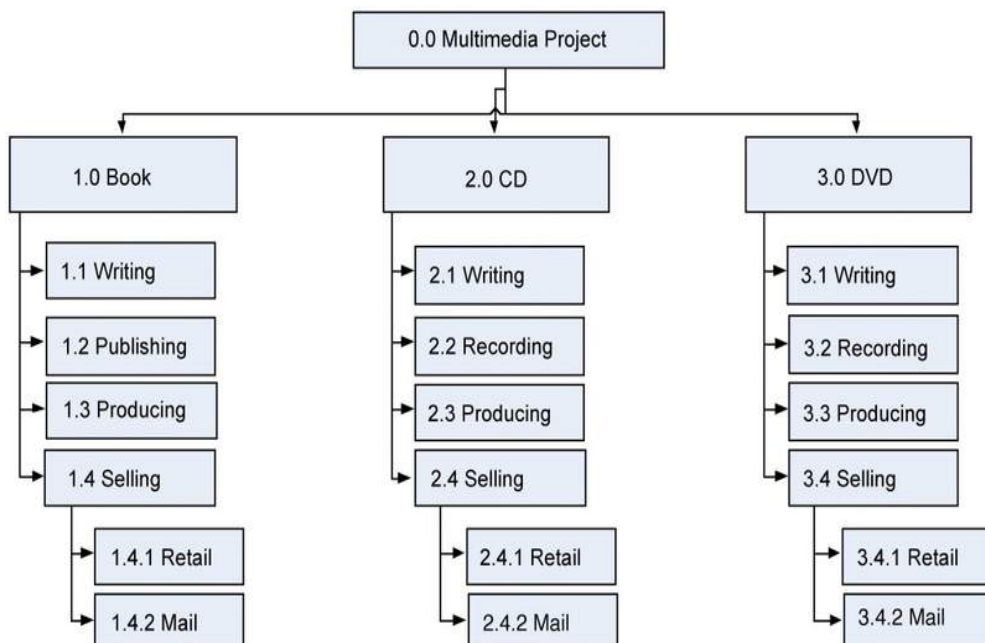 0.0 Multimedia Project
1.0 Book
2.0 CD
3.0 DVD
1.1 Writing
2.1 Writing
3.1 Writing
1.2 Publishing
2.2 Recording
3.2 Recording
1.3 Producing
2.3 Producing
3.3 Producing
1.4 Selling
2.4 Selling
3.4 Selling
1.4.1 Retail
2.4.1 Retail
3.4.1 Retail
1.4.2 Mail
2.4.2 Mail
3.4.2 Mail